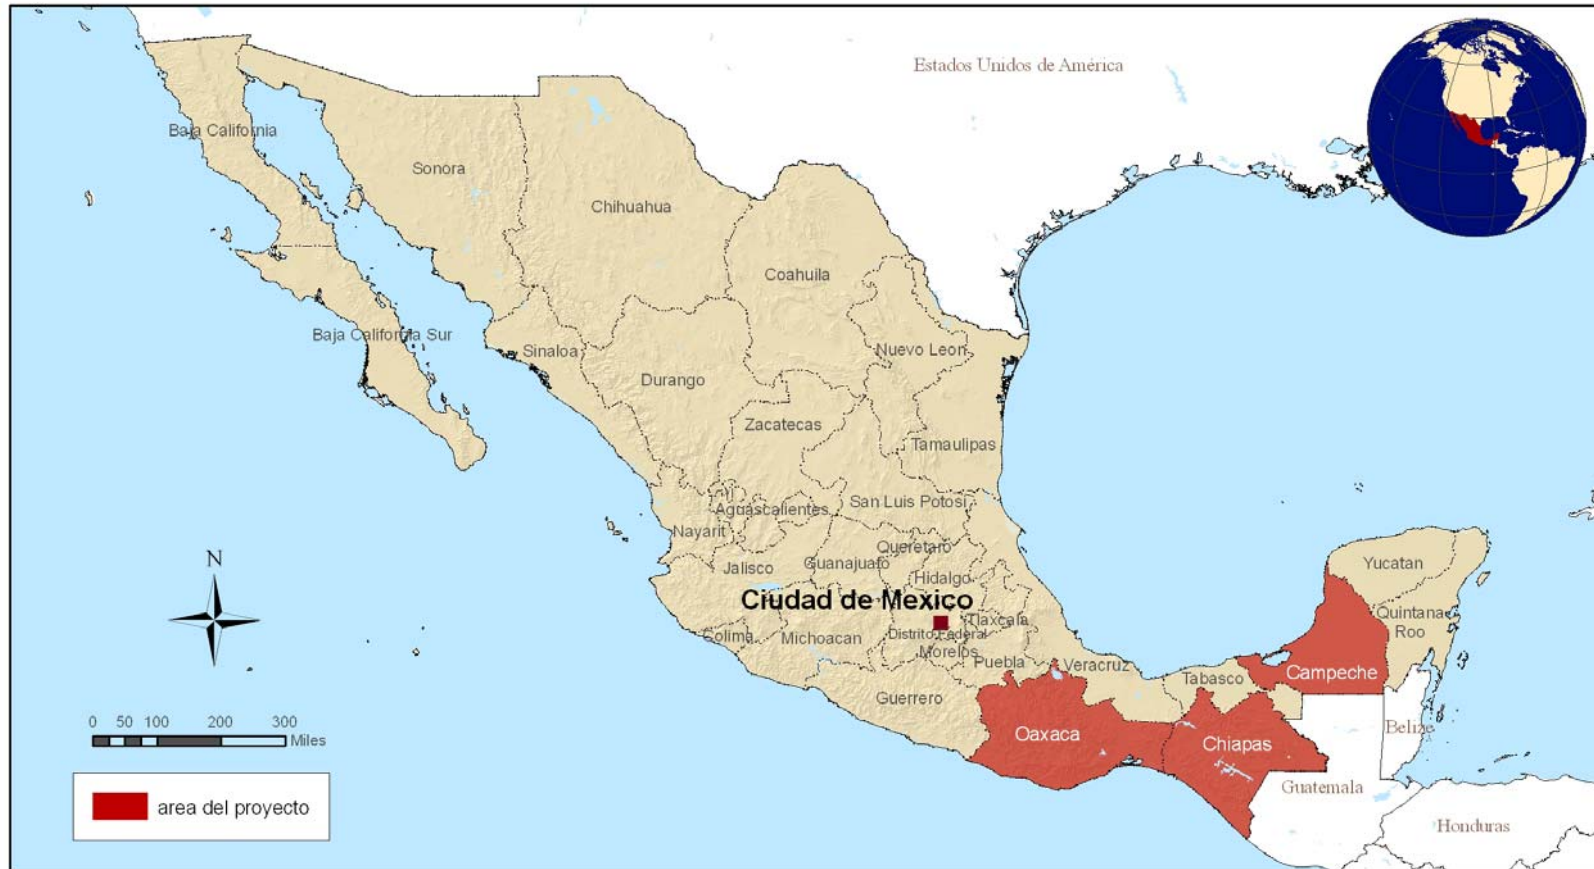 Estados Unidos de América
Baja California
Sonora
Chihuahua
Coahuila
Baja California Sur
Sinaloa
Nuevo Leon
Durango
Zacatecas
Tamaulipas
San Luis Potosi
Aguascalientes
Nayarit
Queretaro
Jalisco
Guanajuato
Hidalgo
Yucatan
Ciudad de Mexico
Quintana
Roo
Tlaxcala
Distrito Federal
Colima
Michoacan
Morelos
Puebla
Veracruz
Tabasco
Campeche
Guerrero
Oaxaca
Chiapas
Belize
Guatemala
Honduras
N
0 50 100 200 300
Miles
area del proyecto